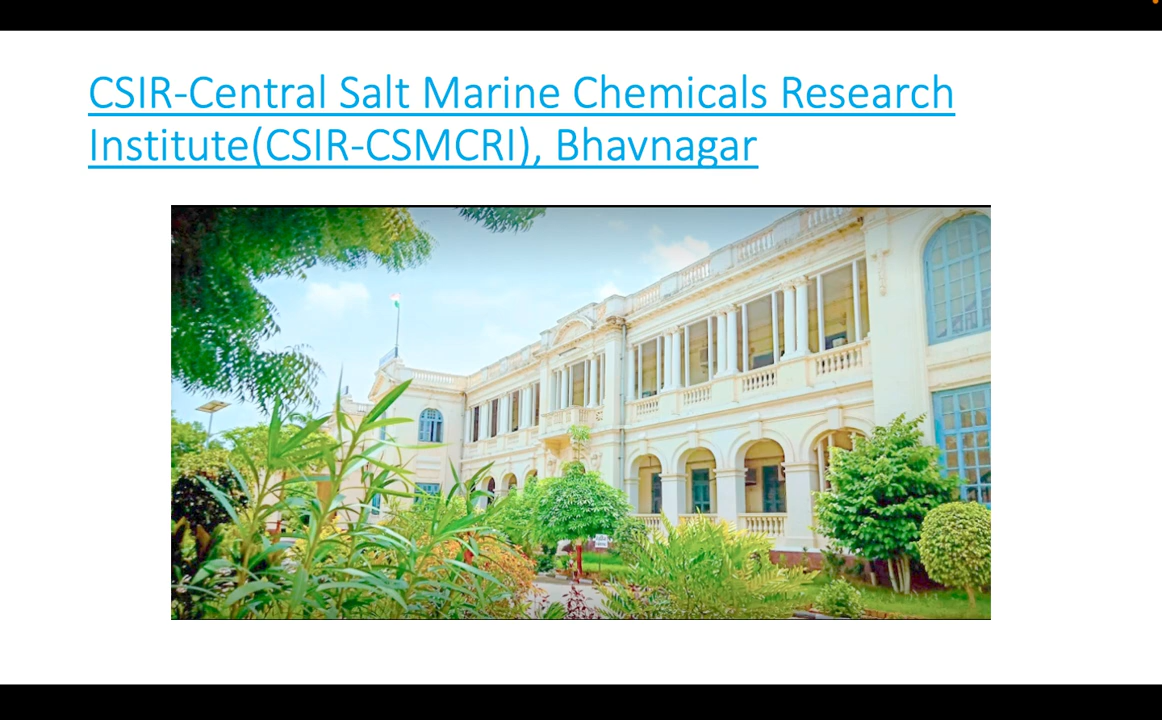 CSIR-Central Salt Marine Chemicals Research
Institute(CSIR-CSMCRI), Bhavnagar